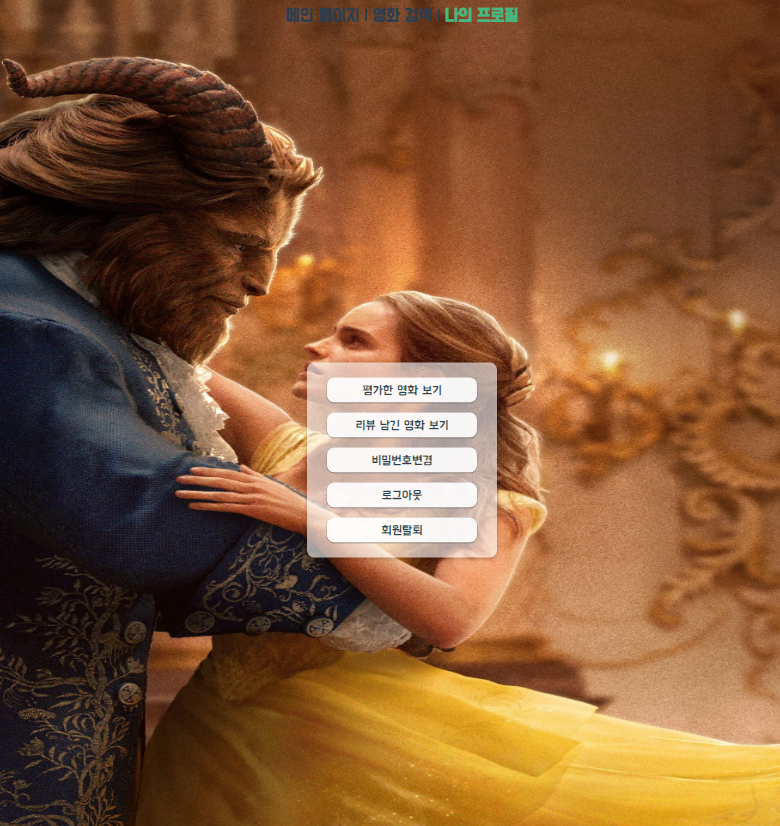 메인 페이지 | 영화 검색 | 나의 프로필
평가한 영화 보기
리뷰 남긴 영화 보기
비밀번호변경
로그아웃
회원탈퇴